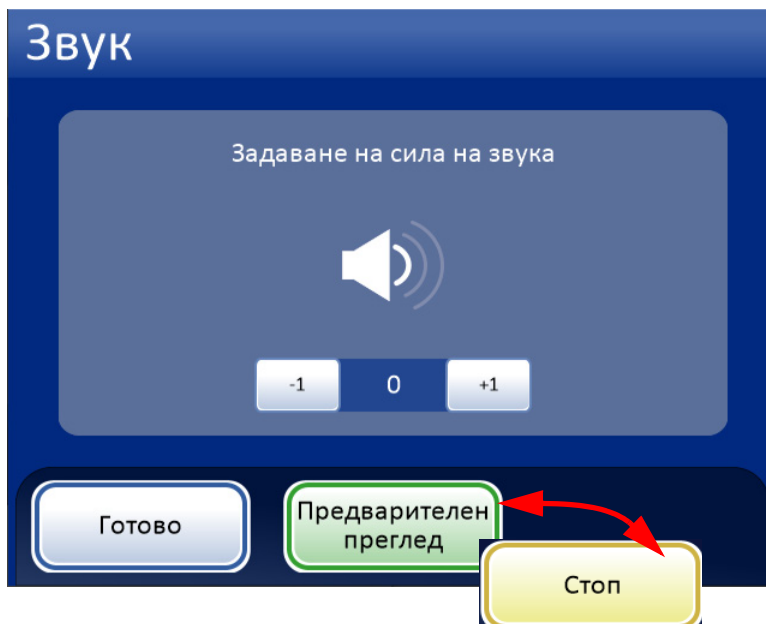 Звук
Задаване на сила на звука
-1 0 +1
Готово
Предварителен
преглед
Стоп